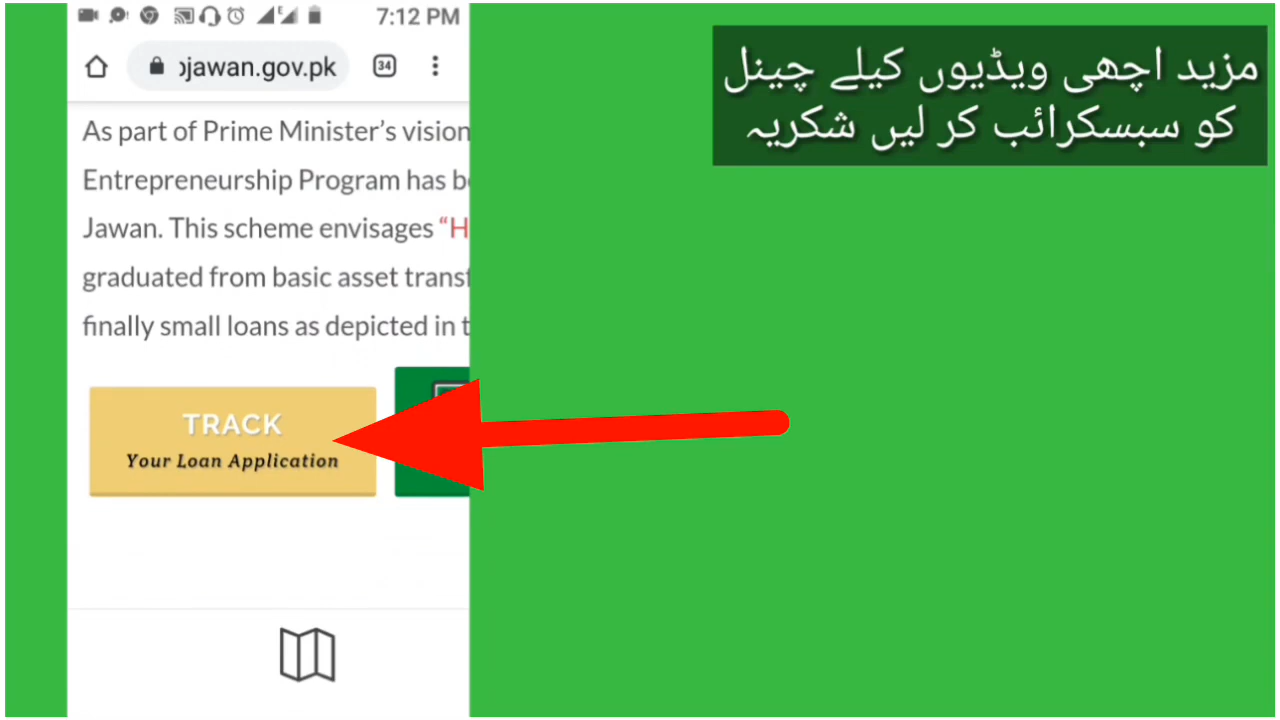 7:12 PM
ojawan.gov.pk
34
As part of Prime Minister’s vision
Entrepreneurship Program has b
Jawan. This scheme envisages “H
graduated from basic asset transf
finally small loans as depicted in t
TRACK
Your Loan Application
مزید اچھی ویڈیوں کیلے چینل
کو سبسکرائب کر لیں شکریہ